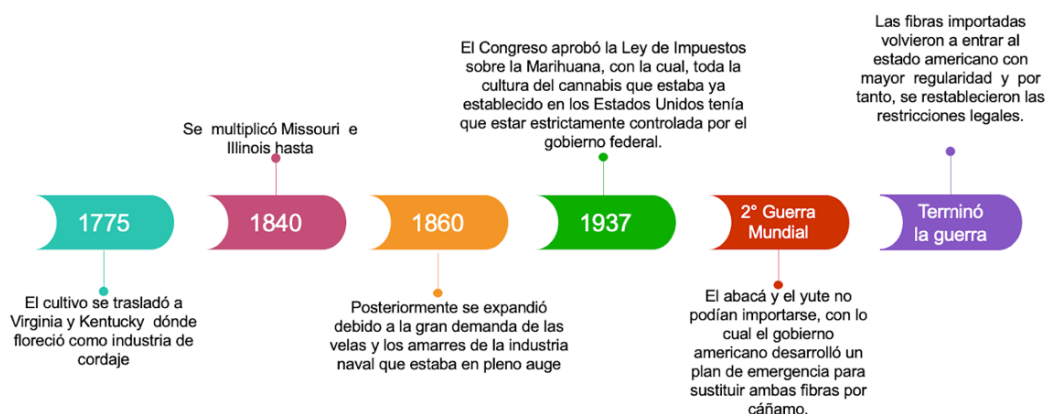 1775
El cultivo se trasladó a
Virginia y Kentucky dónde
floreció como industria de
cordaje
Se multiplicó Missouri e
Illinois hasta
1840
1860
Posteriormente se expandió
debido a la gran demanda de las
velas y los amarres de la industria
naval que estaba en pleno auge
El Congreso aprobó la Ley de Impuestos
sobre la Marihuana, con la cual, toda la
cultura del cannabis que estaba ya
establecido en los Estados Unidos tenía
que estar estrictamente controlada por el
gobierno federal.
1937
2° Guerra
Mundial
El abacá y el yute no
podían importarse, con lo
cual el gobierno
americano desarrolló un
plan de emergencia para
sustituir ambas fibras por
cáñamo.
Las fibras importadas
volvieron a entrar al
estado americano con
mayor regularidad y por
tanto, se restablecieron las
restricciones legales.
Terminó
la guerra